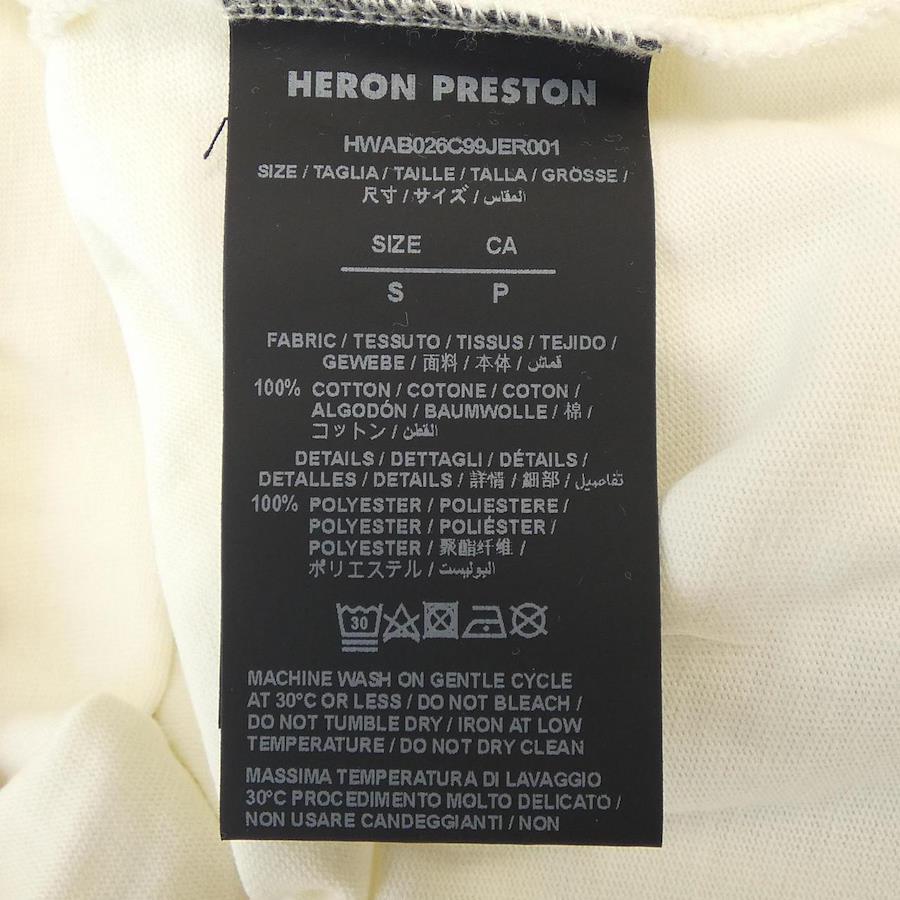 HERON PRESTON
HWAB026C99JER001
SIZE / TAGLIA / TAILLE / TALLA / GRÖSSE /
尺寸 / サイズ / المقاس
SIZE CA
S P
FABRIC / TESSUTO / TISSUS / TEJIDO /
GEWEBE / 面料 / 本体 / قماش
100% COTTON / COTONE / COTON /
ALGODÓN / BAUMWOLLE / 棉 /
コットン / القطن
DETAILS / DETTAGLI / DÉTAILS /
DETALLES / DETAILS / 詳情 / 細部 / تفاصيل
100% POLYESTER / POLIESTERE /
POLYESTER / POLIÉSTER /
POLYESTER / 聚酯纤维 /
ポリエステル / البوليست
30
MACHINE WASH ON GENTLE CYCLE
AT 30°C OR LESS / DO NOT BLEACH /
DO NOT TUMBLE DRY / IRON AT LOW
TEMPERATURE / DO NOT DRY CLEAN
MASSIMA TEMPERATURA DI LAVAGGIO
30°C PROCEDIMENTO MOLTO DELICATO /
NON USARE CANDEGGIANTI / NON